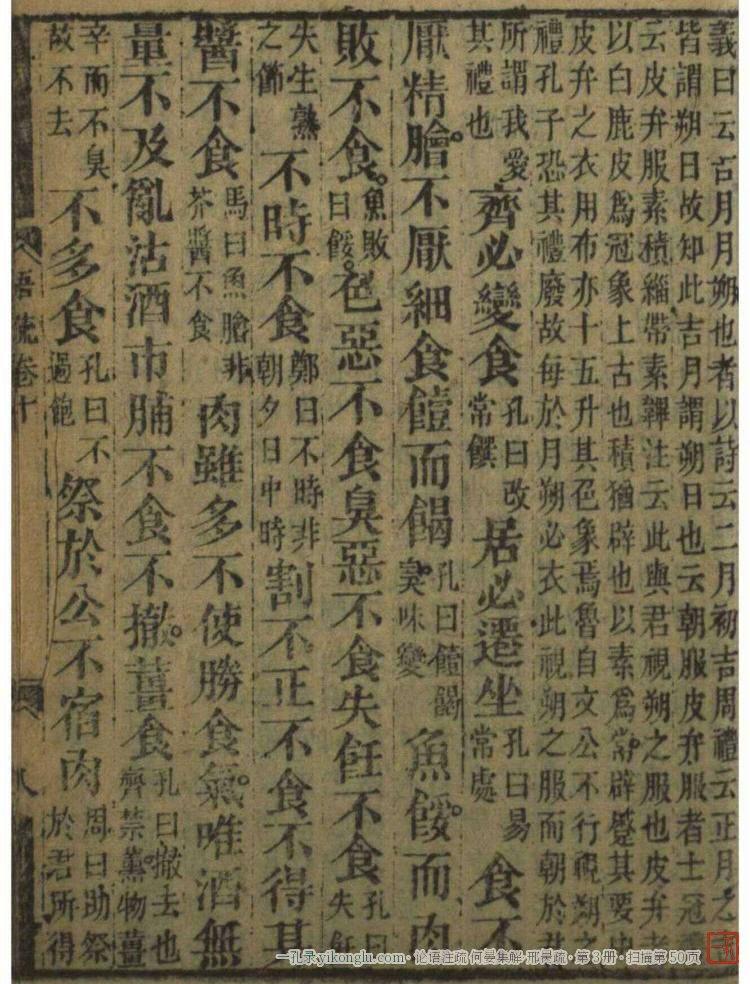 義曰云吉月月朔也者以詩云二月初吉周禮云正月之
皆謂朔日故知此吉月謂朔日也云朝服皮弁服者士冠禮
云皮弁服素積緇帶素韠注云此與君視朔之服也皮弁
以白鹿皮爲冠象上古也積猶辟也以素爲常辟蹙其要中
皮弁之衣用布亦十五升其色象焉魯自文公不行視朔之
禮孔子恐其禮廢故每於月朔必衣此視朔之服而朝於
所謂我愛其禮也齊必變食孔曰改常饌居必遷坐孔曰易常處食不
厭精膾不厭細食饐而餲孔曰饐餲臭味變魚餒而肉
敗不食魚敗曰餒色惡不食臭惡不食失飪不食孔曰失飪
失生熟之節不時不食鄭曰不時非朝夕日中時割不正不食不得其
醬不食馬曰魚膾非芥醬不食肉雖多不使勝食氣唯酒無
量不及亂沽酒市脯不食不撤薑食孔曰撤去也齊禁薰物薑
辛而不臭故不去不多食孔曰不過飽祭於公不宿肉周曰助祭於君所得
語疏卷十
八
一孔录yikonglu.com·论语注疏.何晏集解.邢昺疏·第3册·扫描第50页